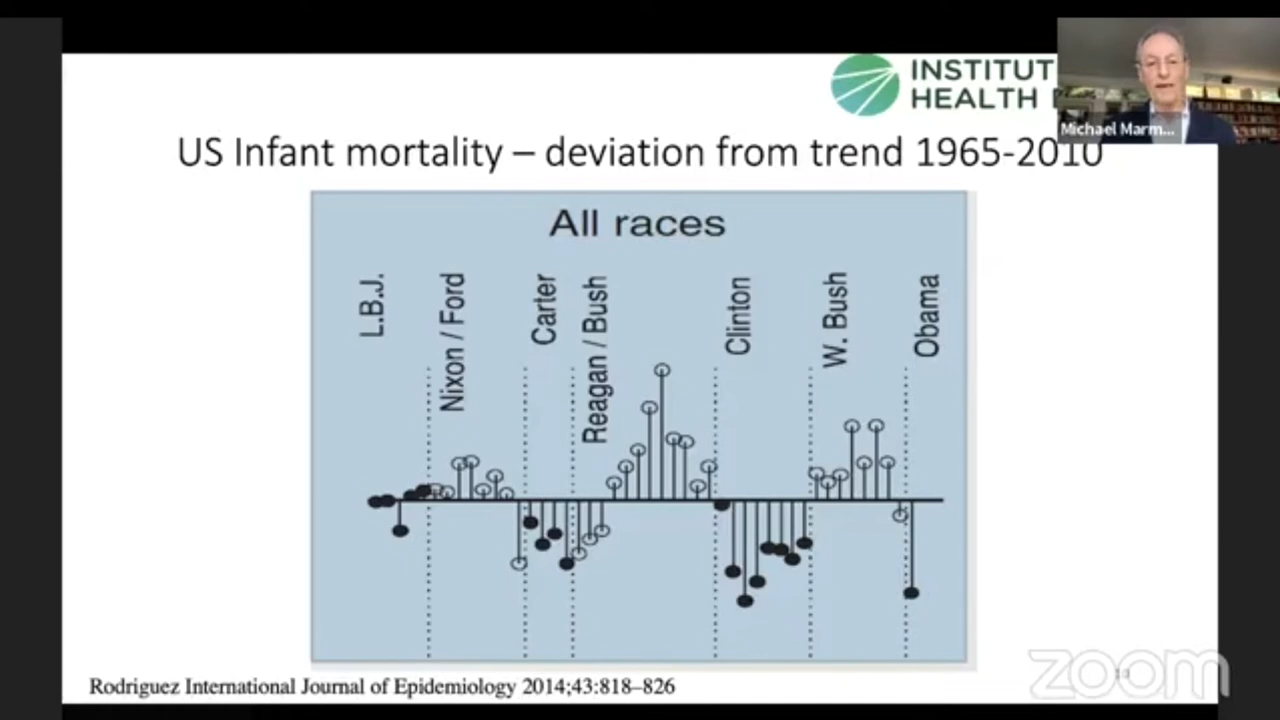 INSTITUT
HEALTH
Michael Marm...
US Infant mortality – deviation from trend 1965-2010
All races
L.B.J.
Nixon / Ford
Carter
Reagan / Bush
Clinton
W. Bush
Obama
Rodriguez International Journal of Epidemiology 2014;43:818–826
zoom